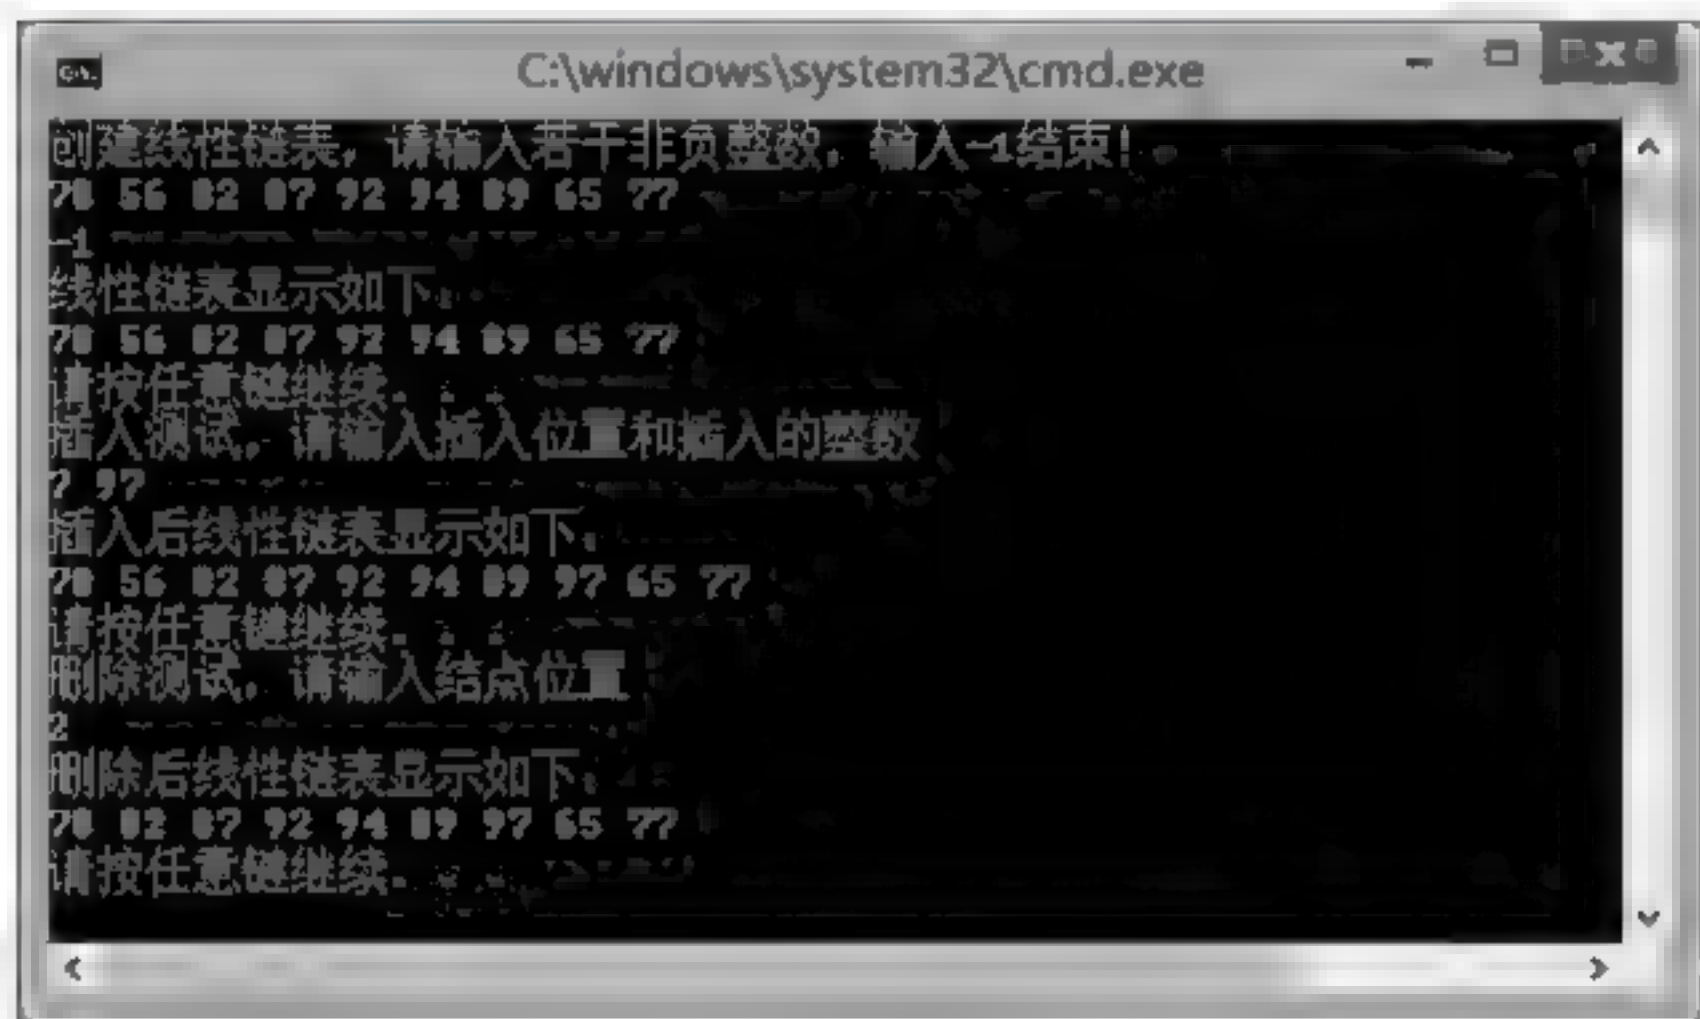 C:\windows\system32\cmd.exe
创建线性链表，请输入若干非负整数，输入-1结束！
78 56 82 87 92 94 89 65 77
-1
线性链表显示如下：
78 56 82 87 92 94 89 65 77
请按任意键继续. . .
插入测试，请输入插入位置和插入的整数
7 97
插入后线性链表显示如下：
78 56 82 87 92 94 89 97 65 77
请按任意键继续. . .
删除测试，请输入结点位置
2
删除后线性链表显示如下：
78 82 87 92 94 89 97 65 77
请按任意键继续. . .